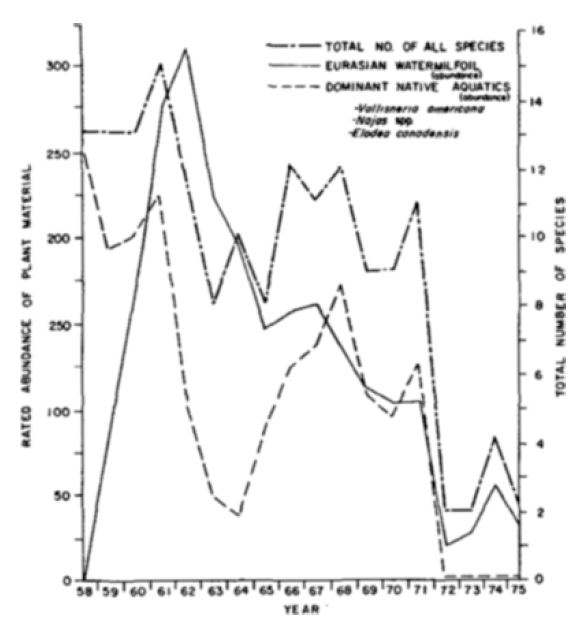 TOTAL NO. OF ALL SPECIES
EURASIAN WATERMILFOIL
(abundance)
DOMINANT NATIVE AQUATICS
(abundance)
-Vallisneria americana
-Najas spp.
-Elodea canadensis
RATED ABUNDANCE OF PLANT MATERIAL
300
250
200
250
100
50
0
TOTAL NUMBER OF SPECIES
16
14
12
10
8
6
4
2
0
58 59 60 61 62 63 64 65 66 67 68 69 70 71 72 73 74 75
YEAR